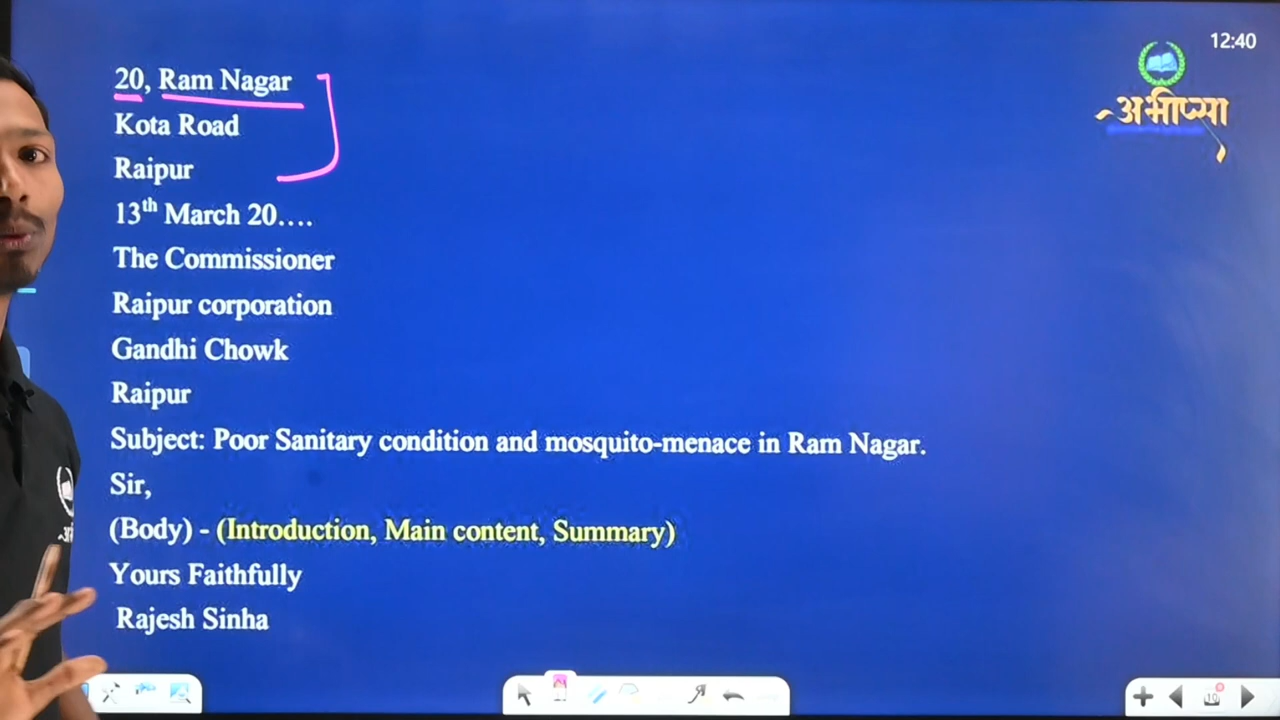 12:40
अभीप्सा
20, Ram Nagar
Kota Road
Raipur
13th March 20....
The Commissioner
Raipur corporation
Gandhi Chowk
Raipur
Subject: Poor Sanitary condition and mosquito-menace in Ram Nagar.
Sir,
(Body) - (Introduction, Main content, Summary)
Yours Faithfully
Rajesh Sinha
10